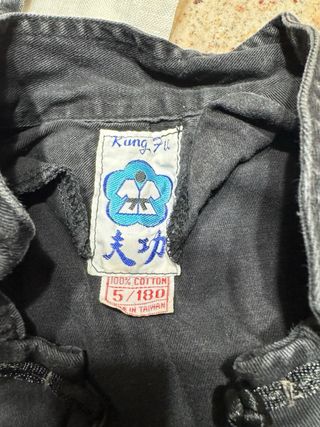 Kung Fu
夫功
100% COTTON
5/180
IN TAIWAN